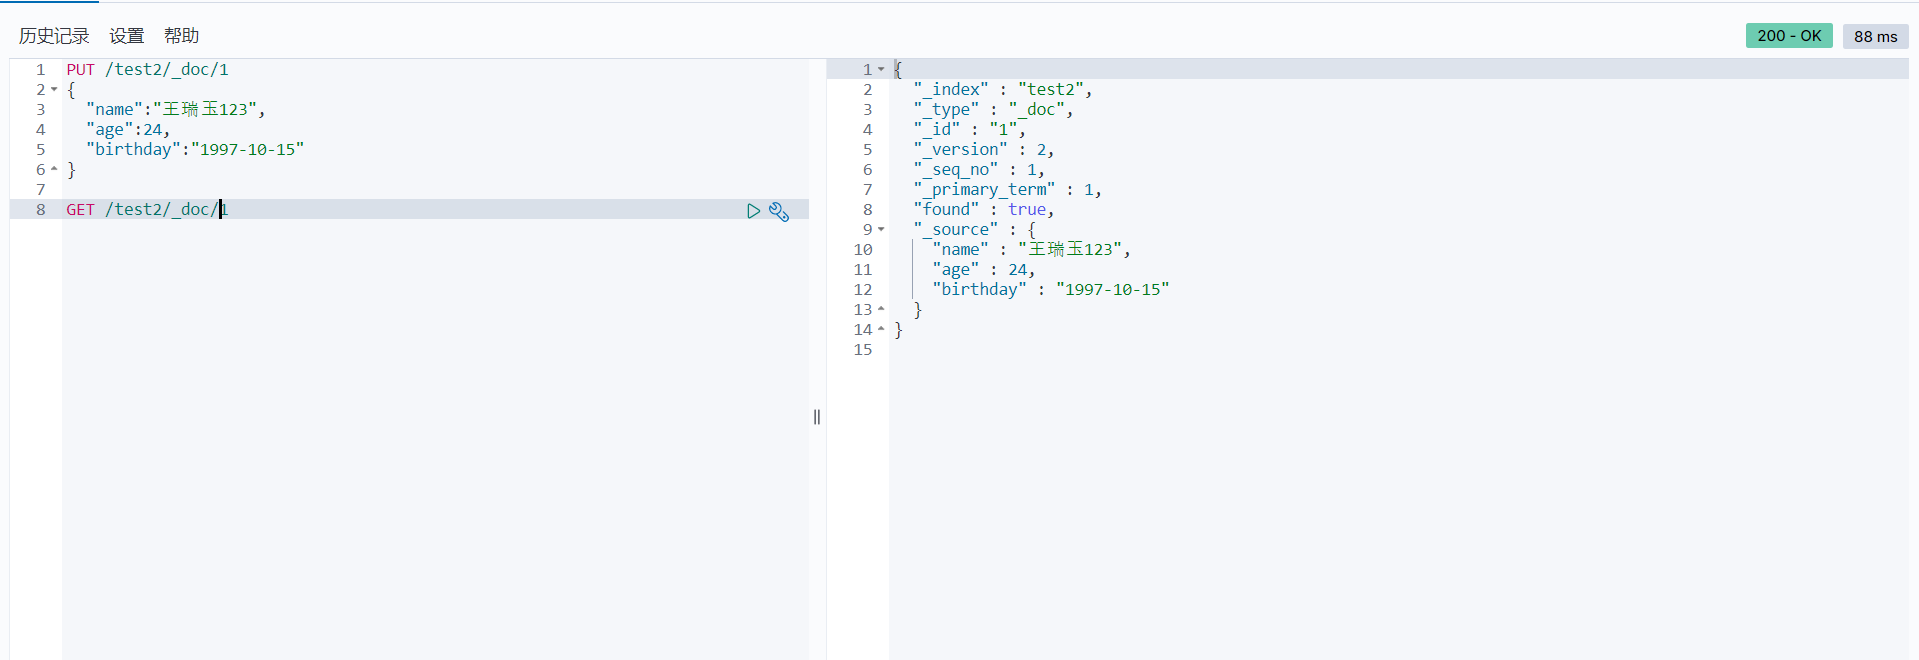 历史记录 设置 帮助
200 - OK 88 ms
1 PUT /test2/_doc/1
2 {
3 "name":"王瑞玉123",
4 "age":24,
5 "birthday":"1997-10-15"
6 }
7
8 GET /test2/_doc/1
1 {
2 "_index" : "test2",
3 "_type" : "_doc",
4 "_id" : "1",
5 "_version" : 2,
6 "_seq_no" : 1,
7 "_primary_term" : 1,
8 "found" : true,
9 "_source" : {
10 "name" : "王瑞玉123",
11 "age" : 24,
12 "birthday" : "1997-10-15"
13 }
14 }
15